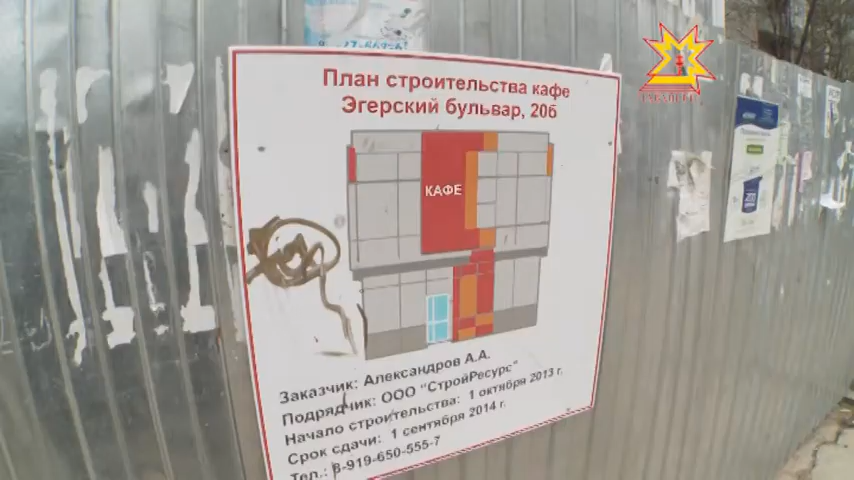 План строительства кафе
Эгерский бульвар, 20б
КАФЕ
Заказчик: Александров А.А.
Подрядчик: ООО "СтройРесурс"
Начало строительства: 1 октября 2013 г.
Срок сдачи: 1 сентября 2014 г.
Тел.: 8-919-650-555-7